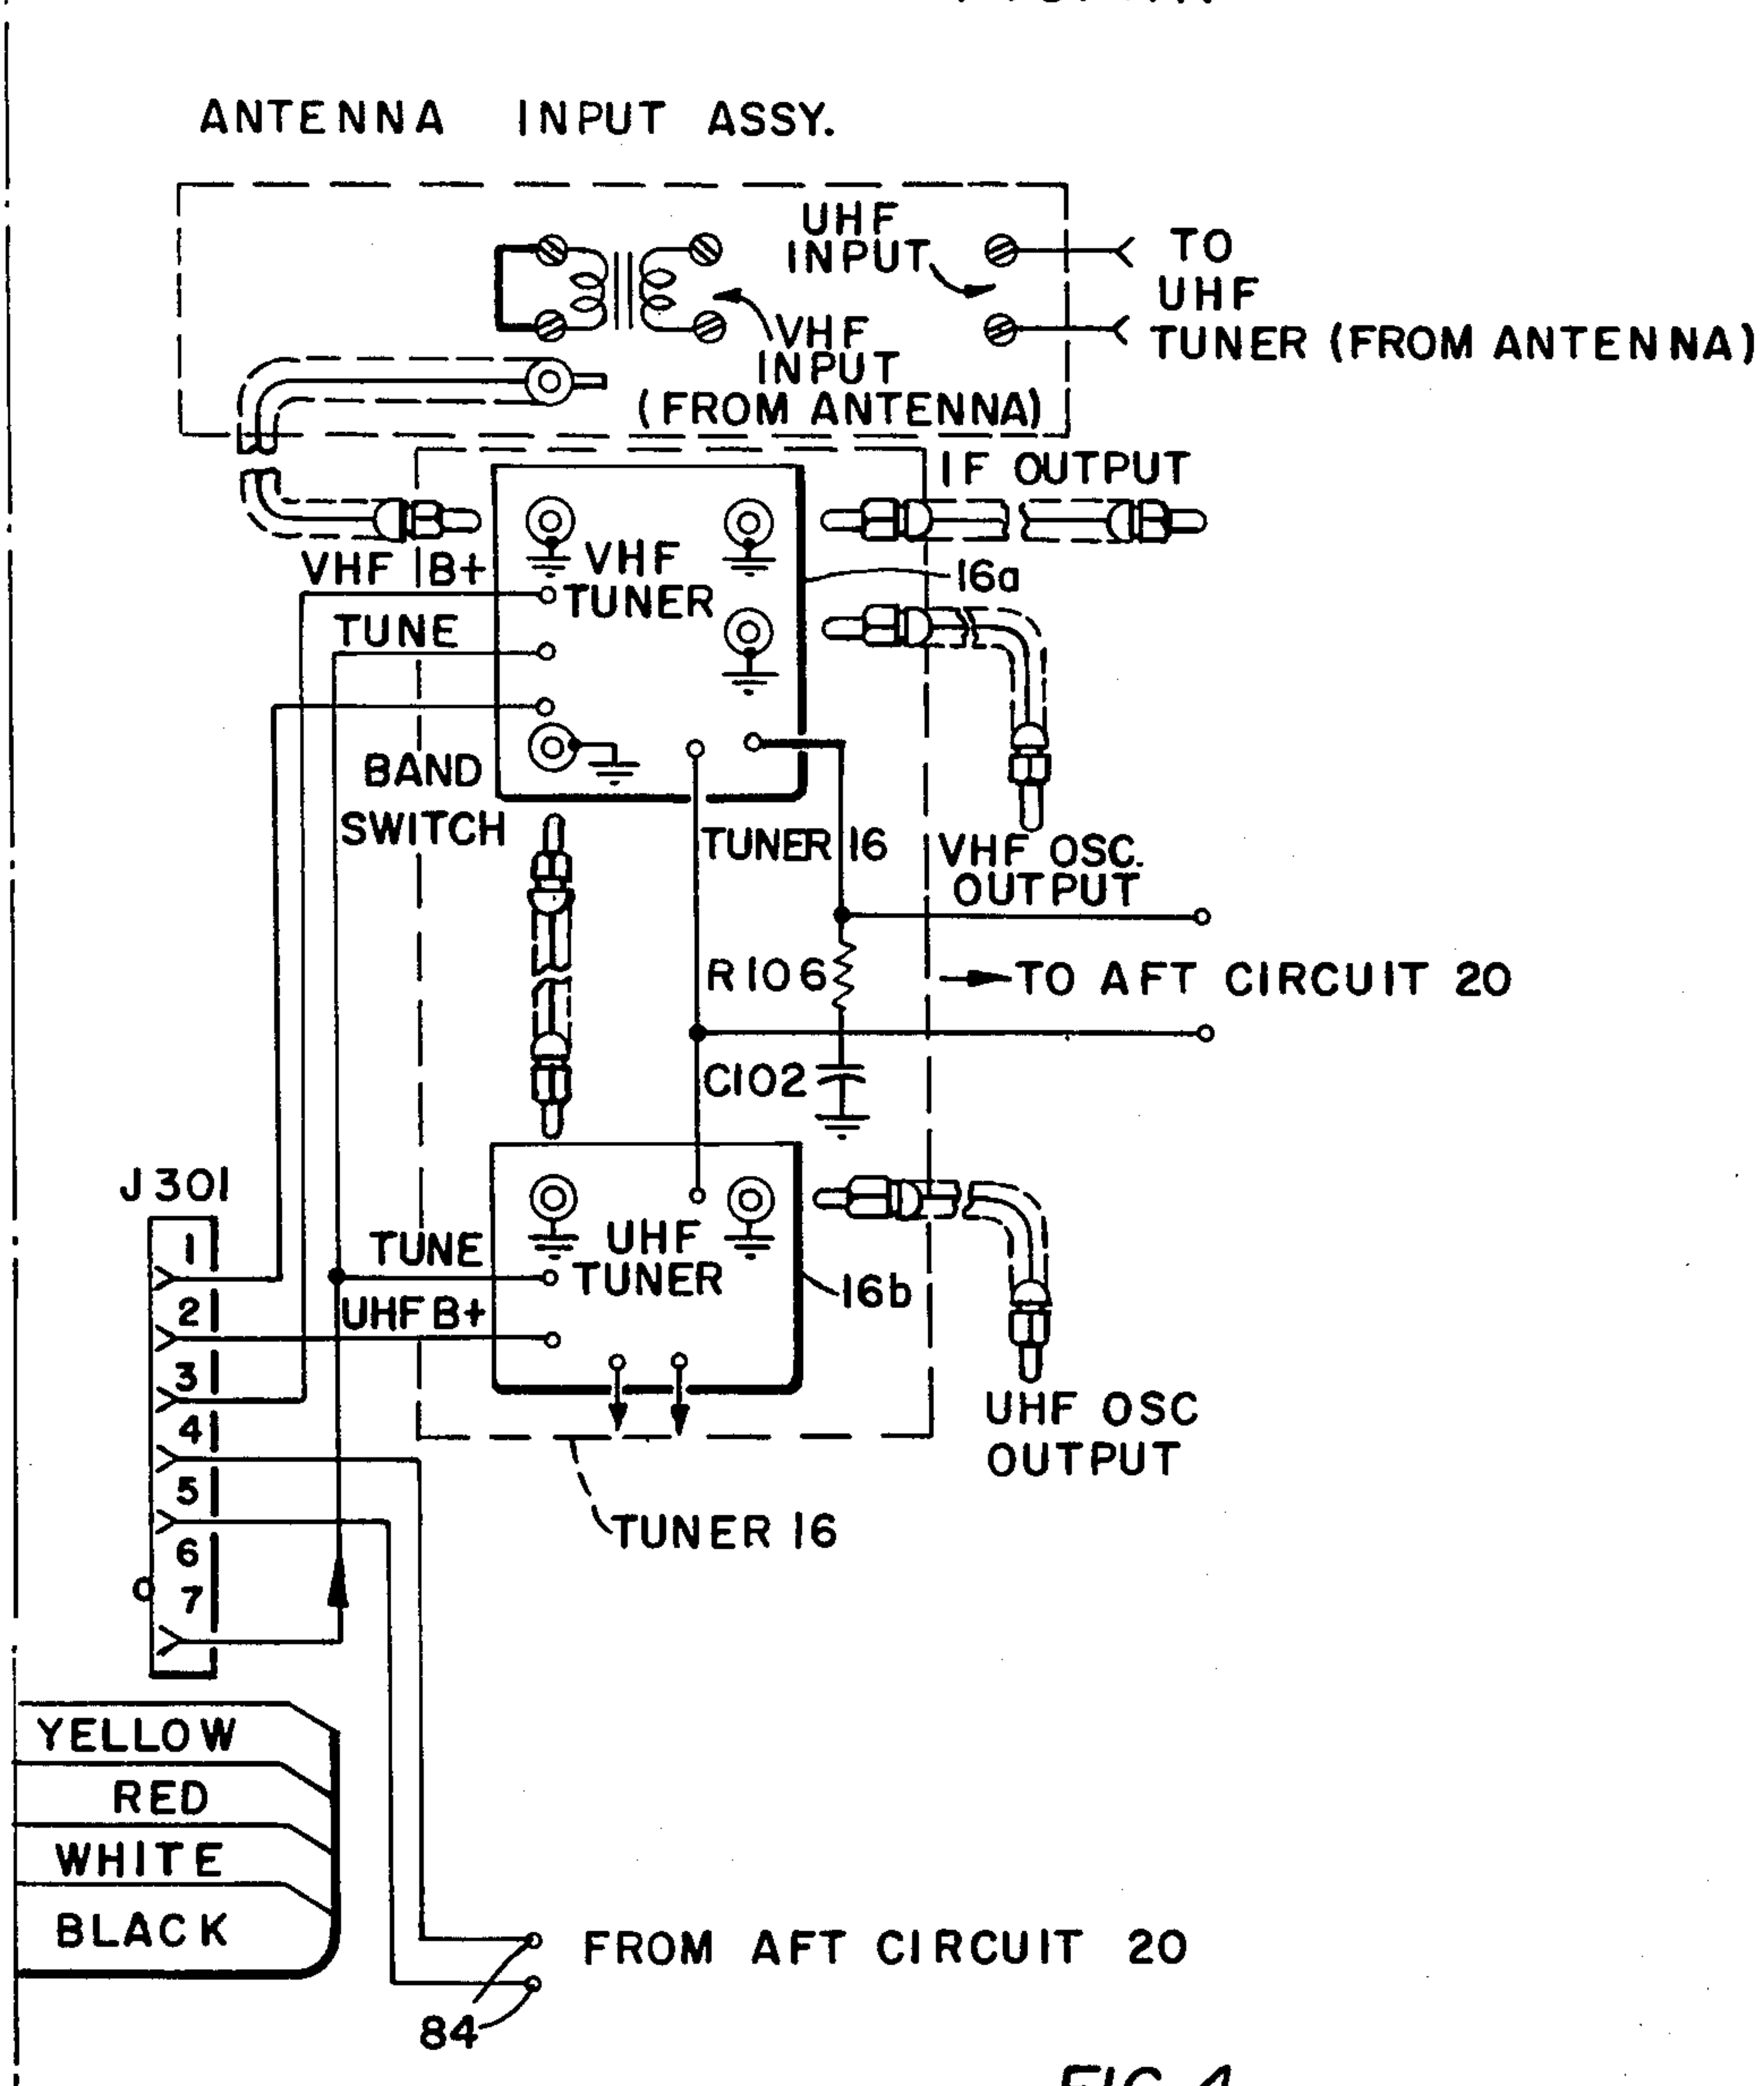 ANTENNA INPUT ASSY.
UHF
INPUT
TO
UHF
TUNER (FROM ANTENNA)
VHF
INPUT
(FROM ANTENNA)
IF OUTPUT
VHF B+
VHF
TUNER
16a
TUNE
BAND
SWITCH
TUNER 16
VHF OSC.
OUTPUT
R106
TO AFT CIRCUIT 20
C102
J301
1
2
3
4
5
6
7
TUNE
UHF
TUNER
16b
UHF B+
UHF OSC
OUTPUT
TUNER 16
YELLOW
RED
WHITE
BLACK
FROM AFT CIRCUIT 20
84